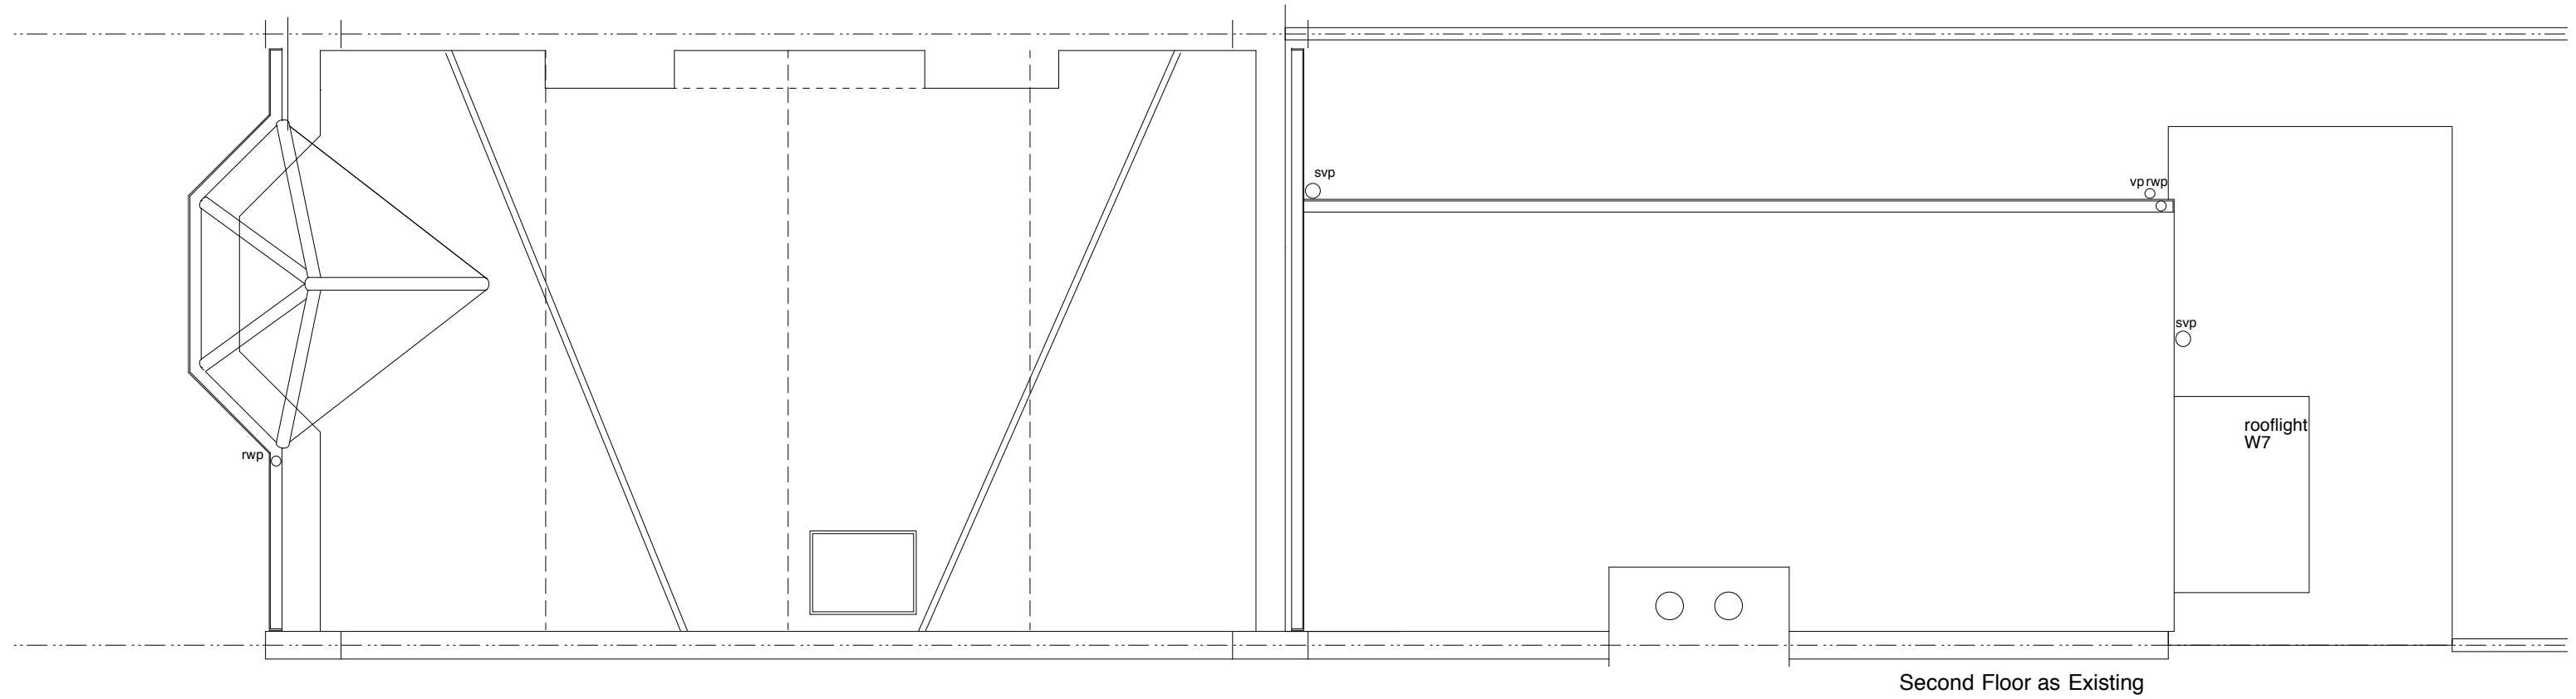 svp
vp rwp
svp
rooflight
W7
rwp
Second Floor as Existing